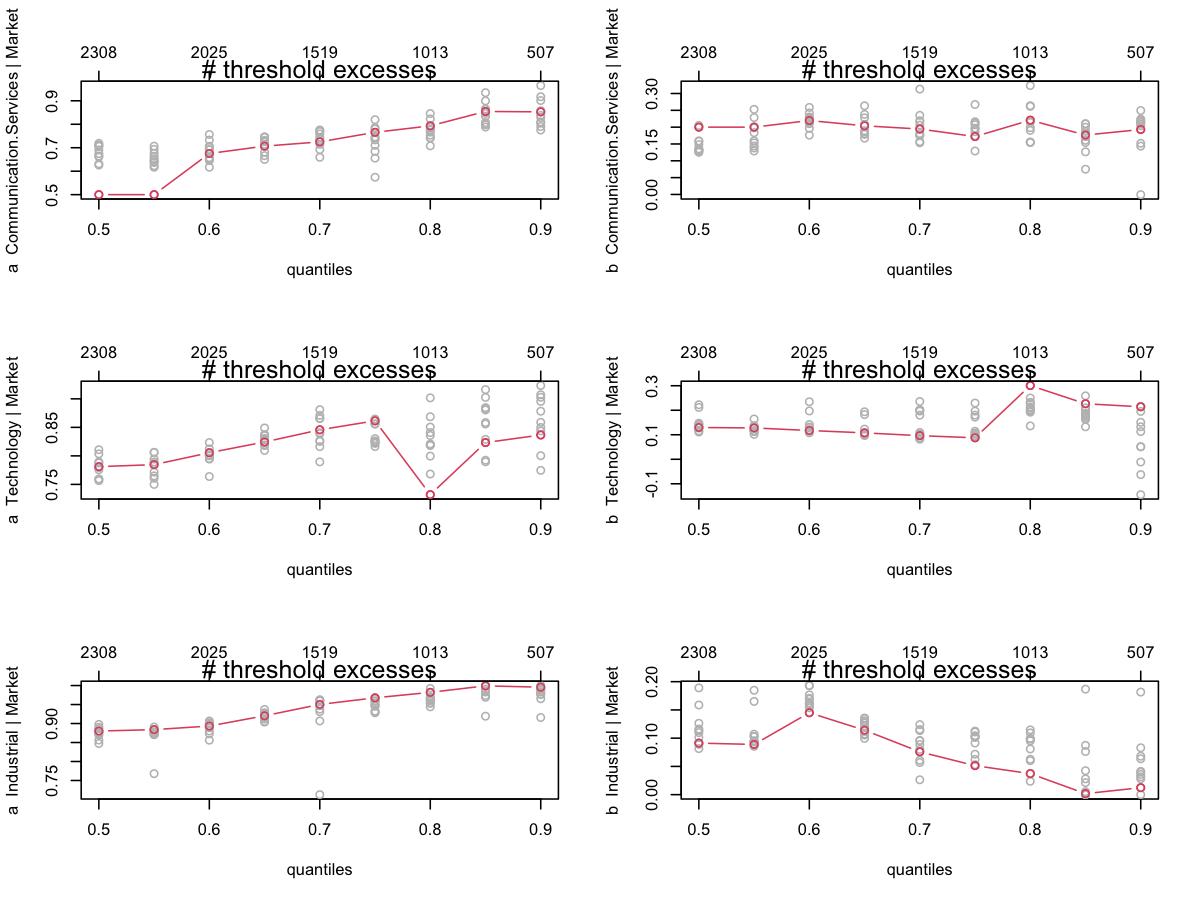 2308 2025 1519 1013 507
# threshold excesses
a Communication.Services | Market
0.5 0.7 0.9
0.5 0.6 0.7 0.8 0.9
quantiles
2308 2025 1519 1013 507
# threshold excesses
b Communication.Services | Market
0.00 0.15 0.30
0.5 0.6 0.7 0.8 0.9
quantiles
2308 2025 1519 1013 507
# threshold excesses
a Technology | Market
0.75 0.85
0.5 0.6 0.7 0.8 0.9
quantiles
2308 2025 1519 1013 507
# threshold excesses
b Technology | Market
-0.1 0.1 0.3
0.5 0.6 0.7 0.8 0.9
quantiles
2308 2025 1519 1013 507
# threshold excesses
a Industrial | Market
0.75 0.90
0.5 0.6 0.7 0.8 0.9
quantiles
2308 2025 1519 1013 507
# threshold excesses
b Industrial | Market
0.00 0.10 0.20
0.5 0.6 0.7 0.8 0.9
quantiles